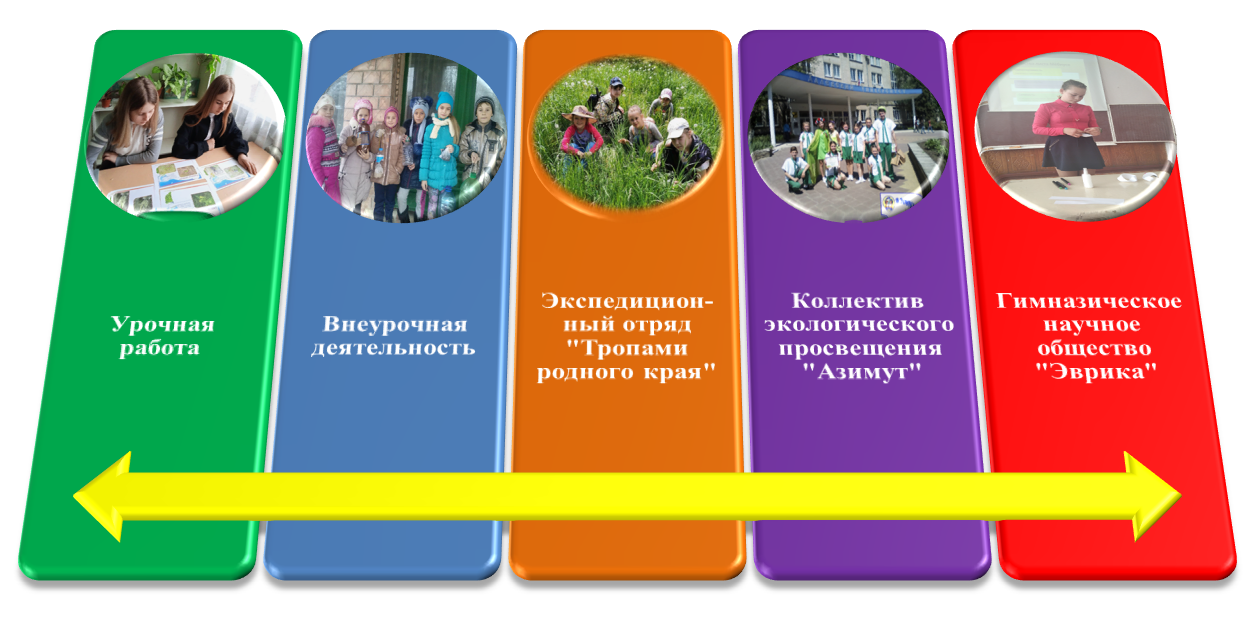 Урочная
работа
Внеурочная
деятельность
Экспедицион-
ный отряд
"Тропами
родного края"
Коллектив
экологического
просвещения
"Азимут"
Гимназическое
научное
общество
"Эврика"